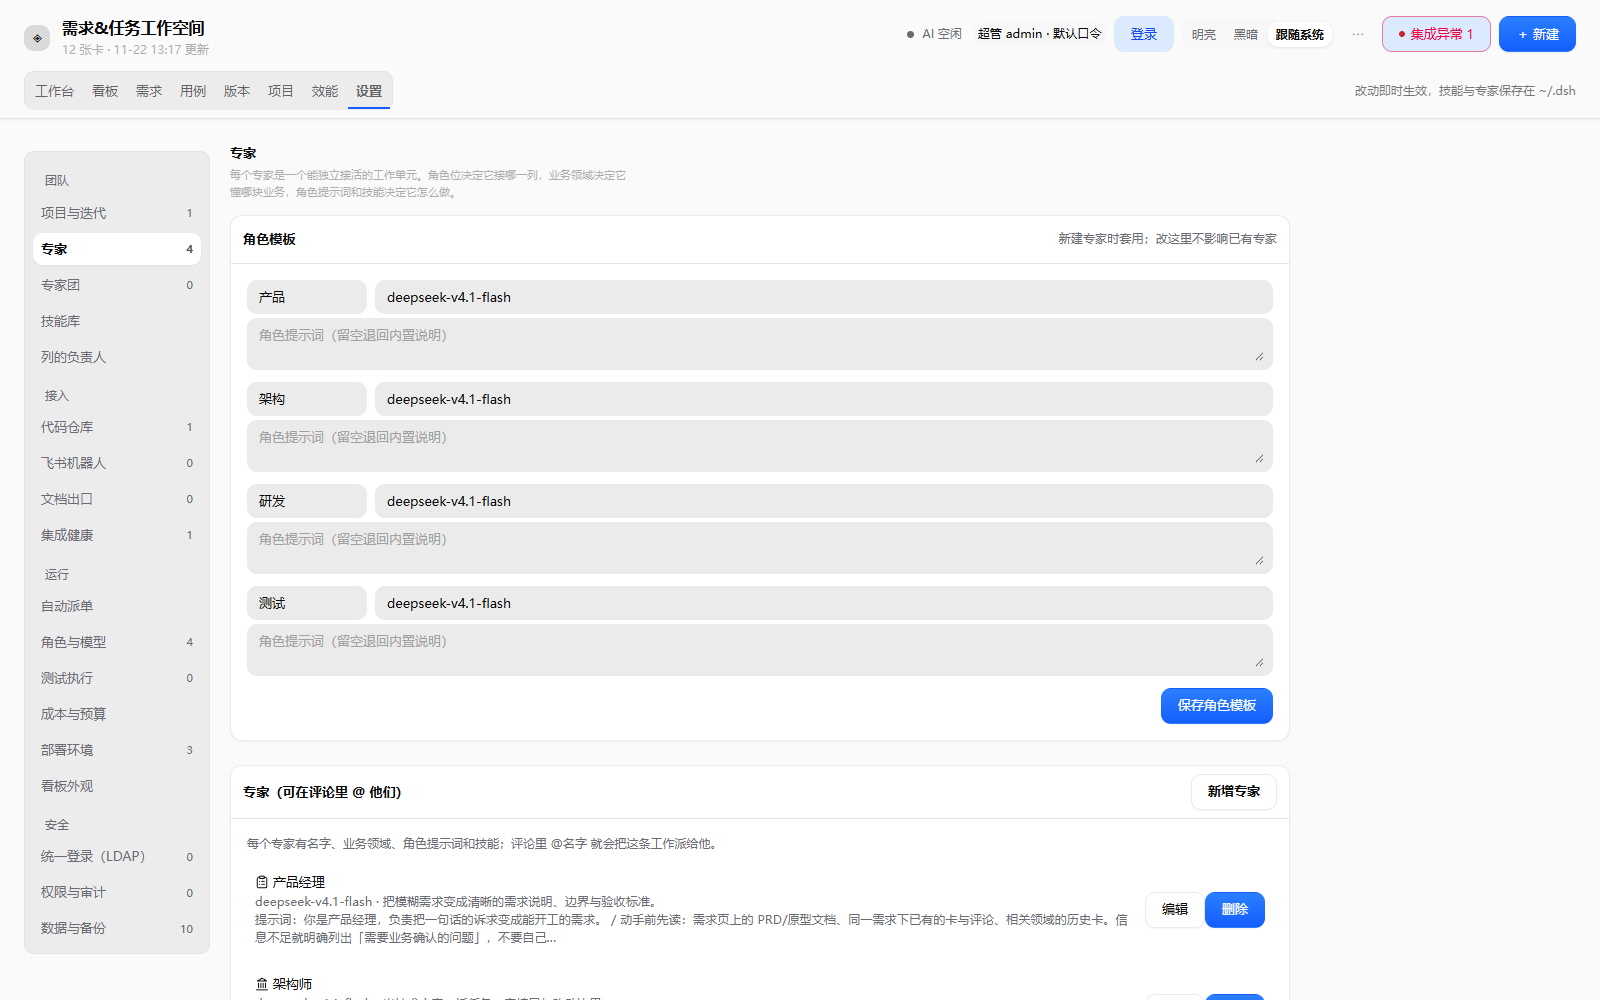 需求&任务工作空间
12 张卡 · 11-22 13:17 更新
AI 空闲
超管 admin · 默认口令
登录
明亮
黑暗
跟随系统
···
集成异常 1
+ 新建
工作台
看板
需求
用例
版本
项目
效能
设置
改动即时生效，技能与专家保存在 ~/.dsh
团队
项目与迭代 1
专家 4
专家团 0
技能库
列的负责人
接入
代码仓库 1
飞书机器人 0
文档出口 0
集成健康 1
运行
自动派单
角色与模型 4
测试执行 0
成本与预算
部署环境 3
看板外观
安全
统一登录（LDAP） 0
权限与审计 0
数据与备份 10
专家
每个专家是一个能独立接活的工作单元。角色位决定它接哪一列，业务领域决定它
懂哪块业务，角色提示词和技能决定它怎么做。
角色模板
新建专家时套用；改这里不影响已有专家
产品
deepseek-v4.1-flash
角色提示词（留空退回内置说明）
架构
deepseek-v4.1-flash
角色提示词（留空退回内置说明）
研发
deepseek-v4.1-flash
角色提示词（留空退回内置说明）
测试
deepseek-v4.1-flash
角色提示词（留空退回内置说明）
保存角色模板
专家（可在评论里 @ 他们）
新增专家
每个专家有名字、业务领域、角色提示词和技能；评论里 @名字 就会把这条工作派给他。
产品经理
deepseek-v4.1-flash · 把模糊需求变成清晰的需求说明、边界与验收标准。
提示词：你是产品经理，负责把一句话的诉求变成能开工的需求。 / 动手前先读：需求页上的 PRD/原型文档、同一需求下已有的卡与评论、相关领域的历史卡。信
息不足就明确列出「需要业务确认的问题」，不要自己...
编辑
删除
架构师